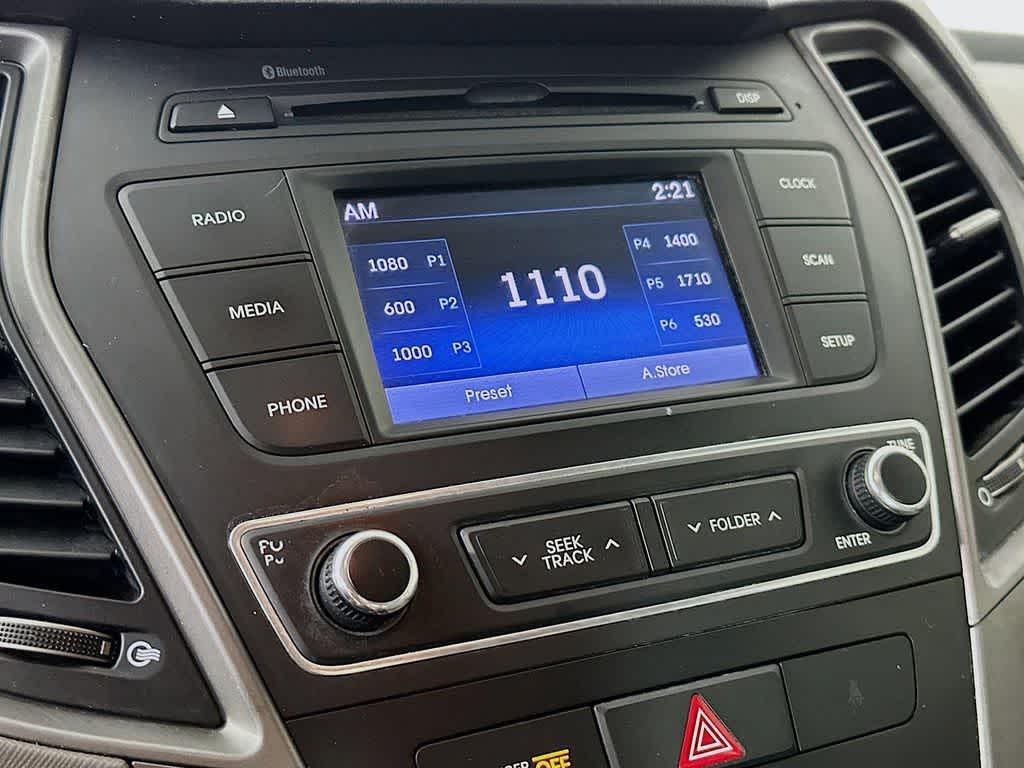 Bluetooth
DISP
RADIO
MEDIA
PHONE
AM 2:21
1080 P1
600 P2
1000 P3
1110
P4 1400
P5 1710
P6 530
Preset
A.Store
CLOCK
SCAN
SETUP
SEEK
TRACK
FOLDER
TUNE
ENTER
OFF